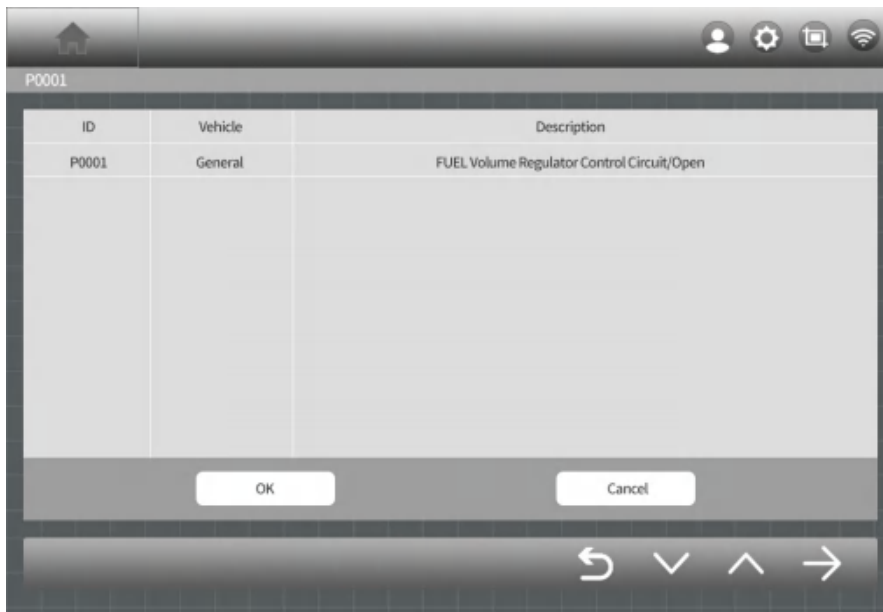 P0001
ID Vehicle Description
P0001 General FUEL Volume Regulator Control Circuit/Open
OK Cancel